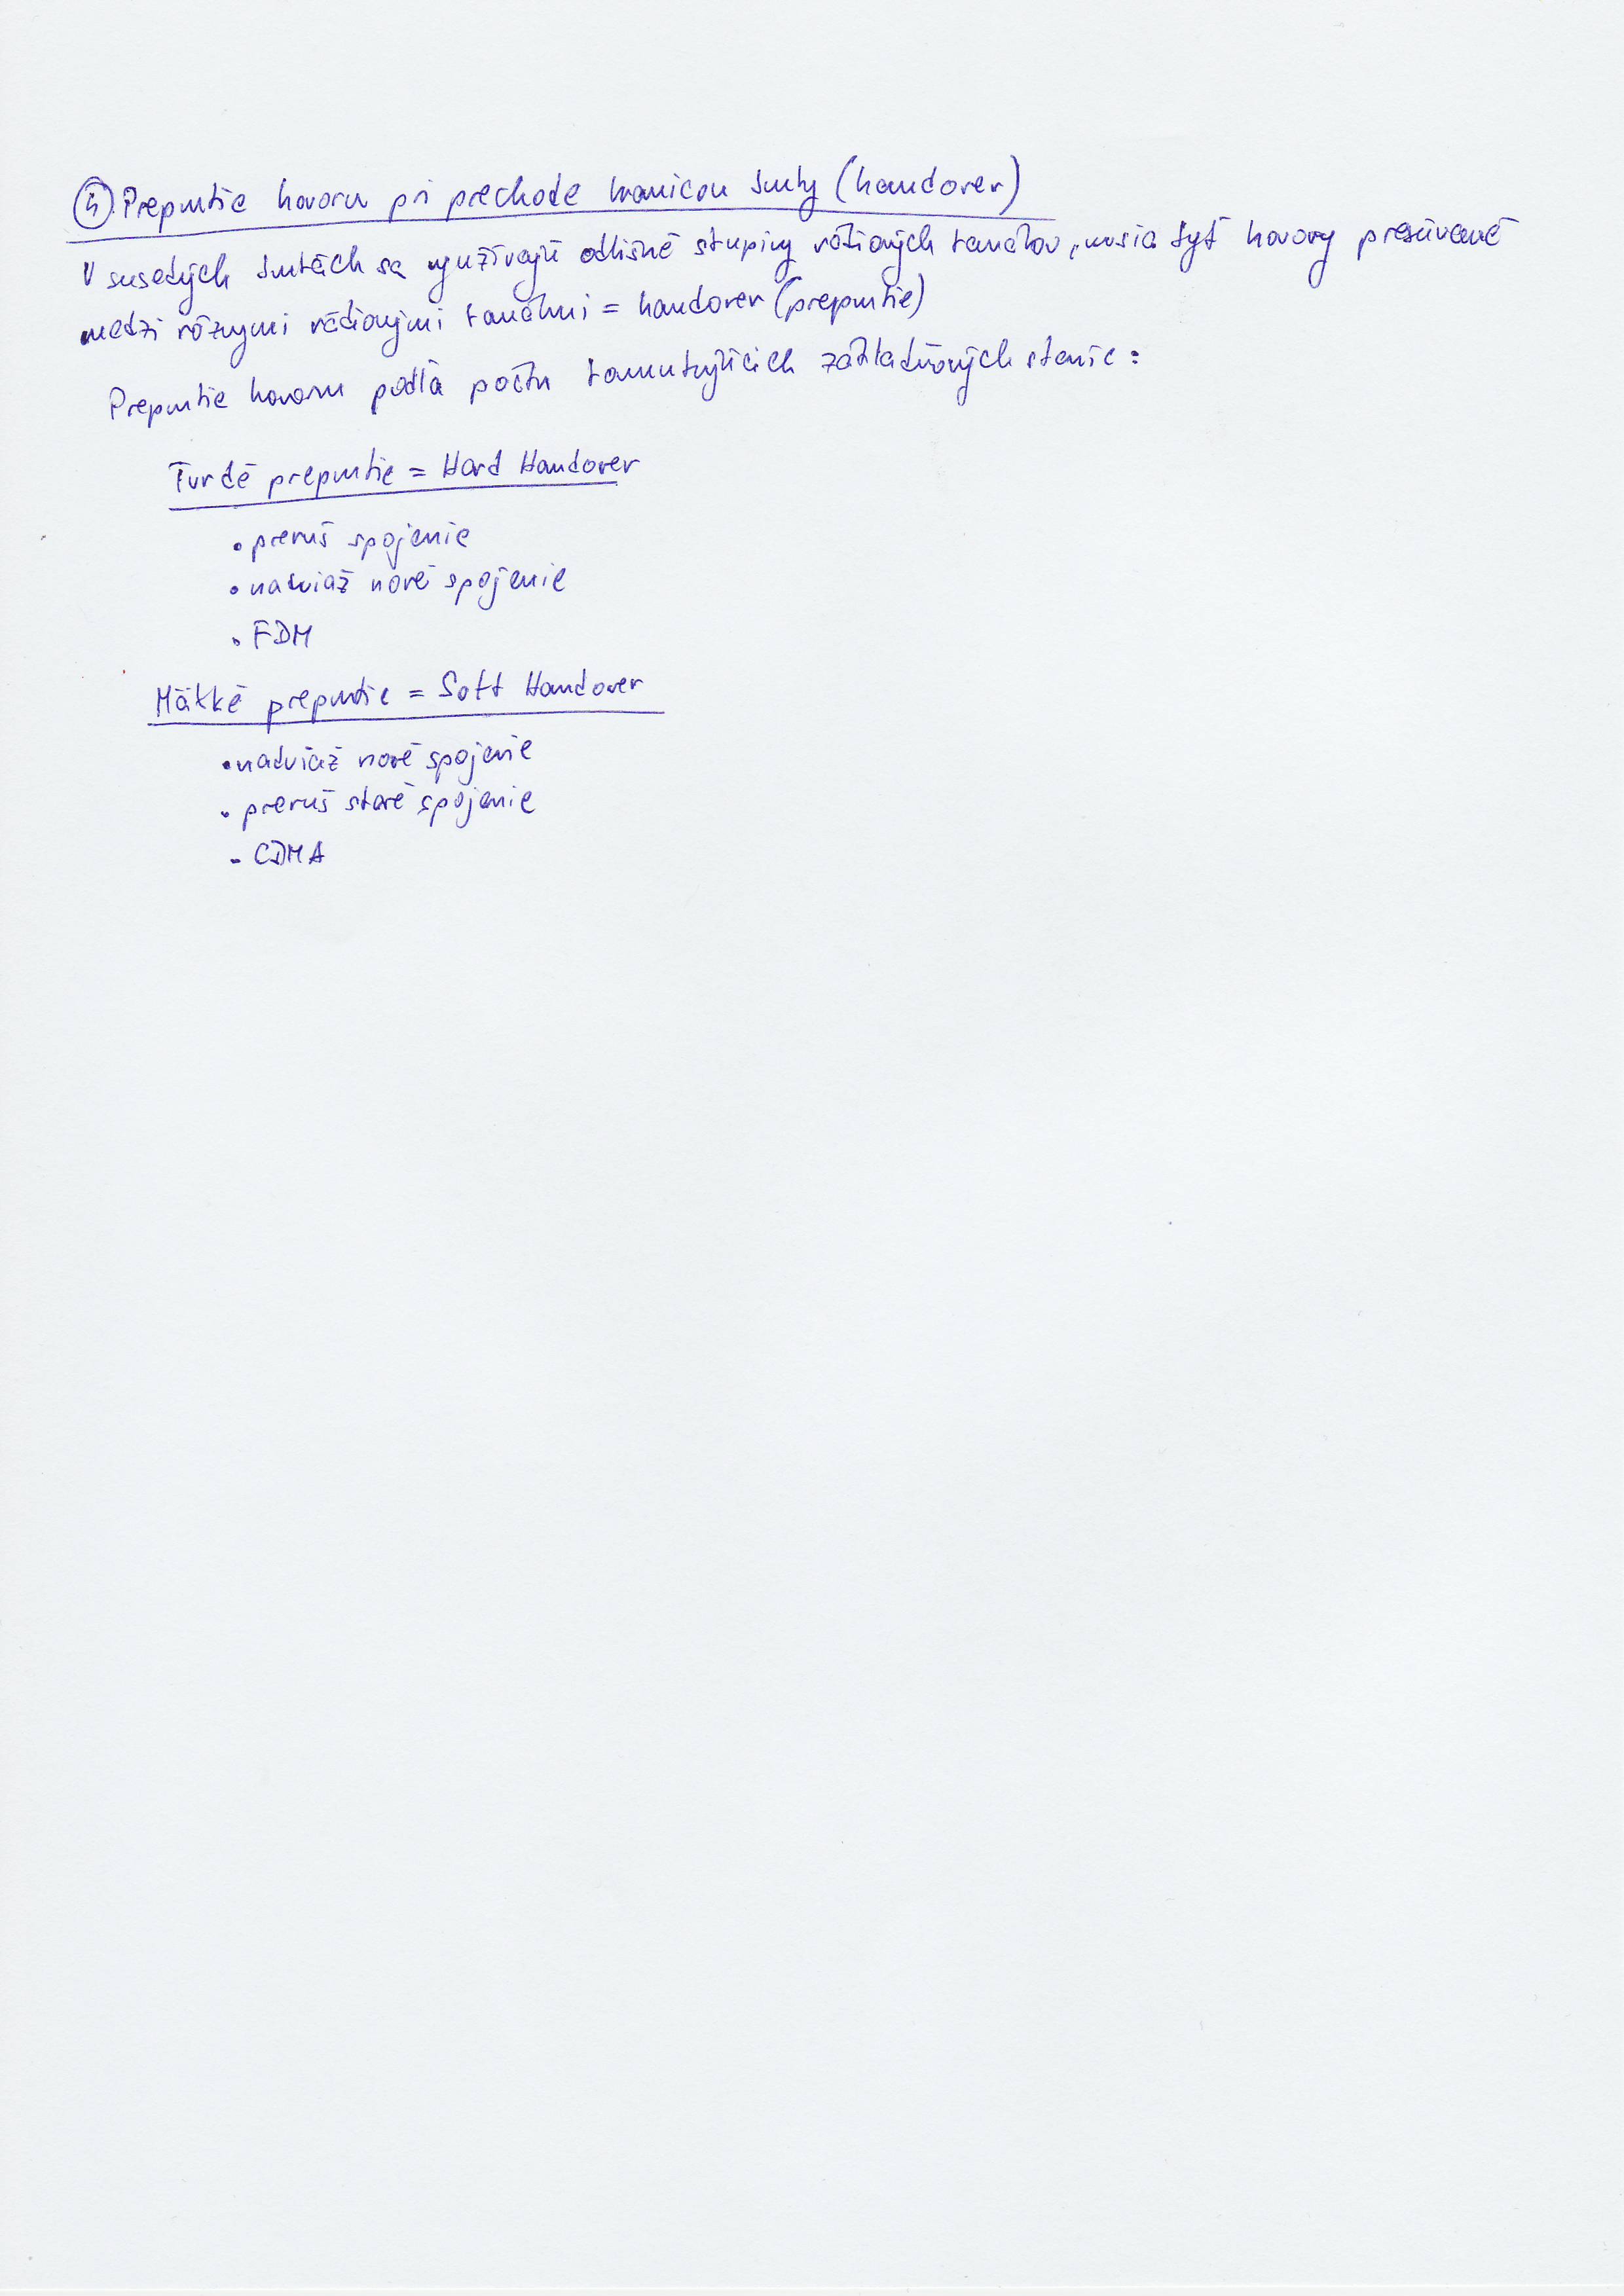 ④ Prepnutie hovoru pri prechode hranicou bunky (handover)
V susedných bunkách sa využívajú odlišné skupiny rádiových kanálov, musia byť hovory presúvané
medzi rôznymi rádiovými kanálmi = handover (prepnutie)
Prepnutie hovoru podľa počtu komunikujúcich základňových staníc :
Tvrdé prepnutie = Hard Handover
• preruš spojenie
• nadviaž nové spojenie
• FDM
Mäkké prepnutie = Soft Handover
• nadviaž nové spojenie
• preruš staré spojenie
- CDMA